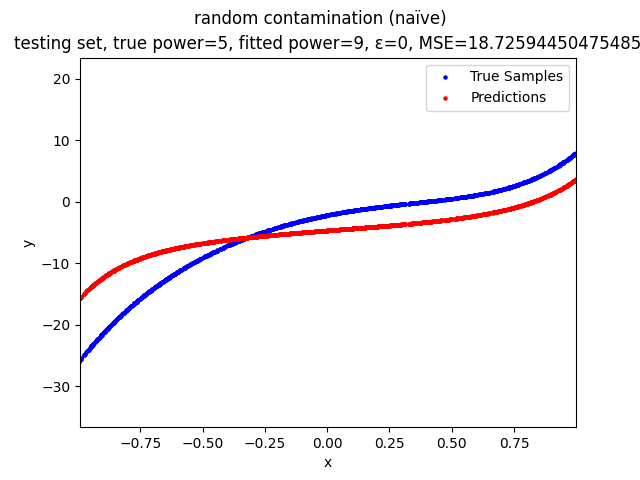 random contamination (naïve)
testing set, true power=5, fitted power=9, ε=0, MSE=18.72594450475485
True Samples
Predictions
20
10
0
−10
−20
−30
y
−0.75
−0.50
−0.25
0.00
0.25
0.50
0.75
x